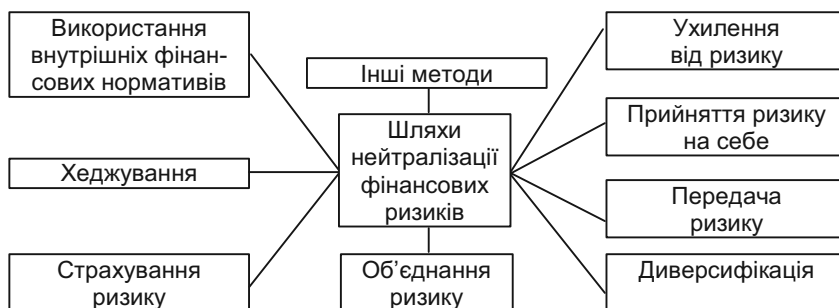 Використання
внутрішніх фінан-
сових нормативів
Хеджування
Страхування
ризику
Інші методи
Шляхи
нейтралізації
фінансових
ризиків
Об’єднання
ризику
Ухилення
від ризику
Прийняття ризику
на себе
Передача
ризику
Диверсифікація